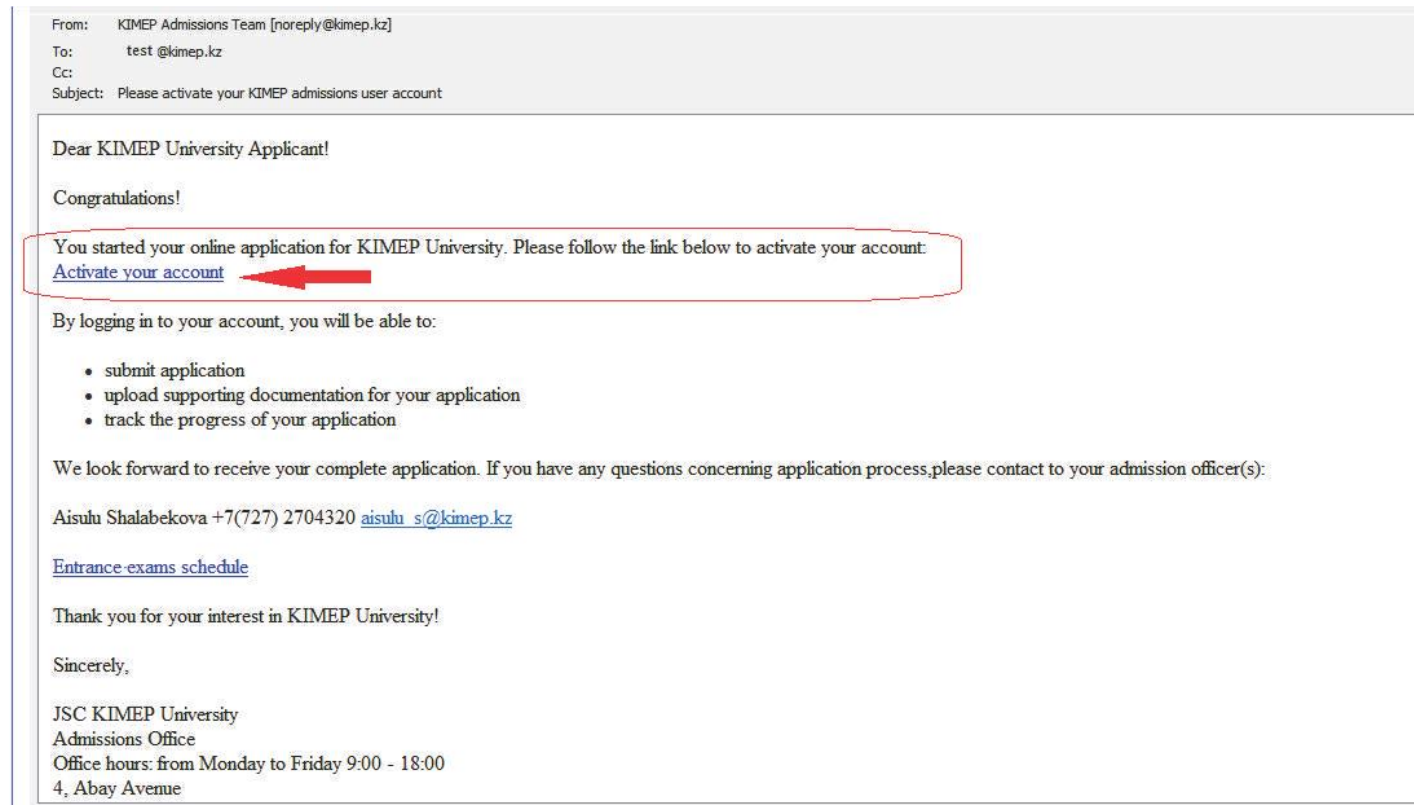 From: KIMEP Admissions Team [noreply@kimep.kz]
To: test @kimep.kz
Cc:
Subject: Please activate your KIMEP admissions user account
Dear KIMEP University Applicant!
Congratulations!
You started your online application for KIMEP University. Please follow the link below to activate your account:
Activate your account
By logging in to your account, you will be able to:
• submit application
• upload supporting documentation for your application
• track the progress of your application
We look forward to receive your complete application. If you have any questions concerning application process,please contact to your admission officer(s):
Aisulu Shalabekova +7(727) 2704320 aisulu_s@kimep.kz
Entrance-exams schedule
Thank you for your interest in KIMEP University!
Sincerely,
JSC KIMEP University
Admissions Office
Office hours: from Monday to Friday 9:00 - 18:00
4, Abay Avenue